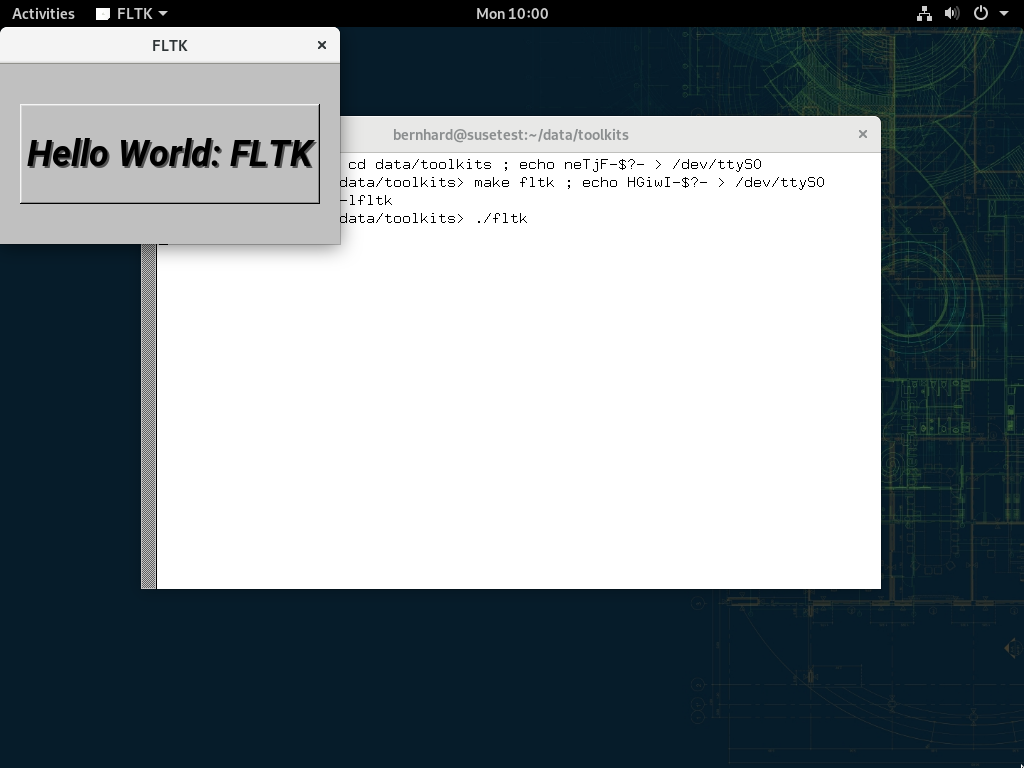 Activities FLTK Mon 10:00
FLTK
Hello World: FLTK
bernhard@susetest:~/data/toolkits
cd data/toolkits ; echo neTjF-$?- > /dev/ttyS0
data/toolkits> make fltk ; echo HGiwI-$?- > /dev/ttyS0
-lfltk
data/toolkits> ./fltk